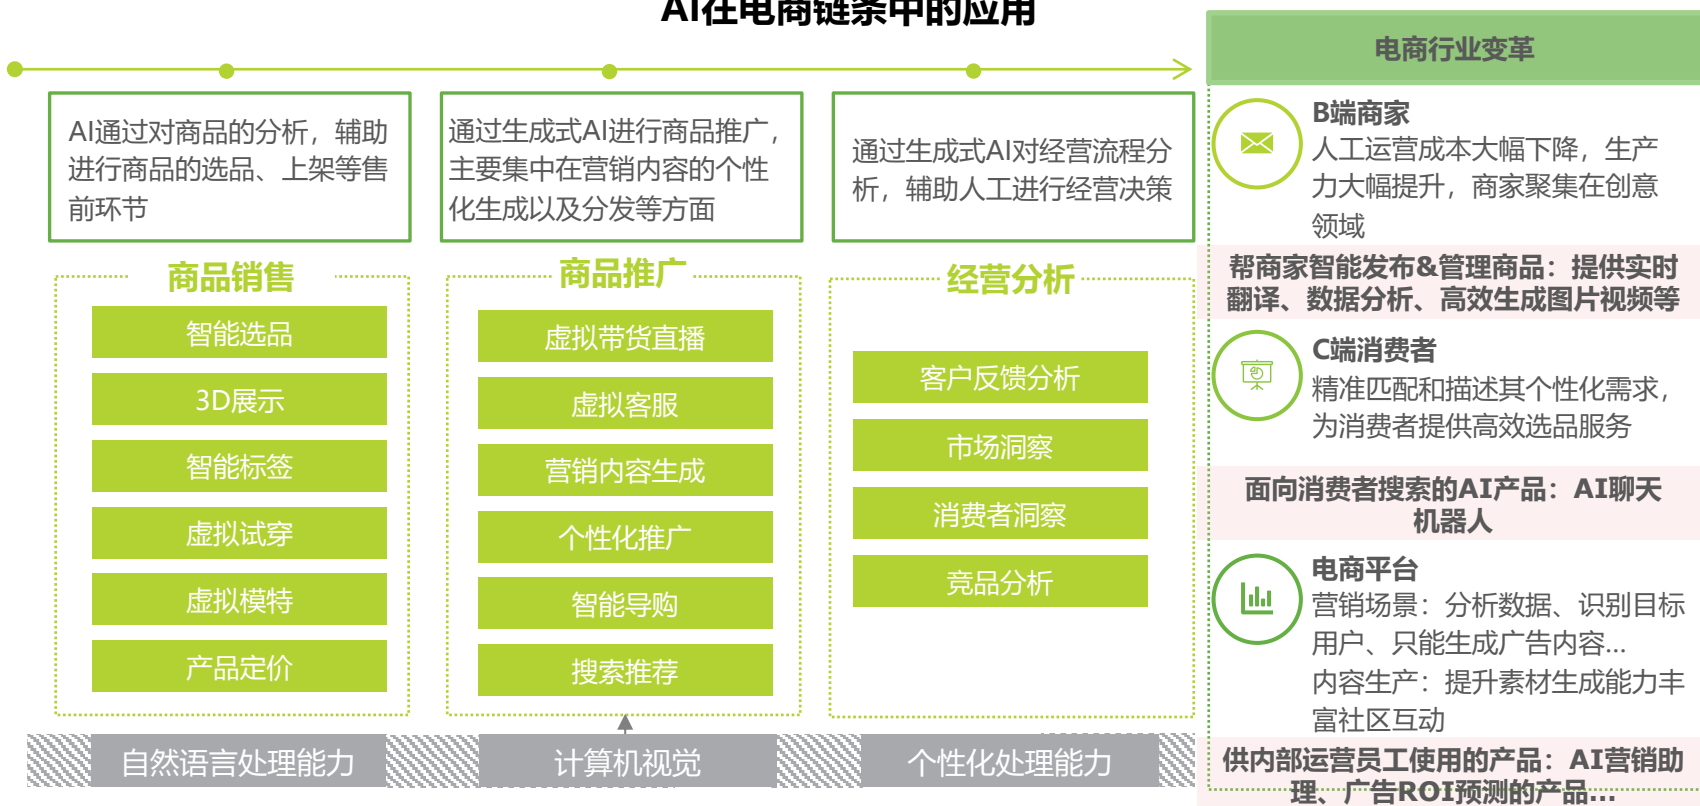 AI在电商链条中的应用
AI通过对商品的分析，辅助
进行商品的选品、上架等售
前环节
通过生成式AI进行商品推广，
主要集中在营销内容的个性
化生成以及分发等方面
通过生成式AI对经营流程分
析，辅助人工进行经营决策
商品销售
智能选品
3D展示
智能标签
虚拟试穿
虚拟模特
产品定价
商品推广
虚拟带货直播
虚拟客服
营销内容生成
个性化推广
智能导购
搜索推荐
经营分析
客户反馈分析
市场洞察
消费者洞察
竞品分析
自然语言处理能力
计算机视觉
个性化处理能力
电商行业变革
B端商家
人工运营成本大幅下降，生产
力大幅提升，商家聚集在创意
领域
帮商家智能发布&管理商品：提供实时
翻译、数据分析、高效生成图片视频等
C端消费者
精准匹配和描述其个性化需求，
为消费者提供高效选品服务
面向消费者搜索的AI产品：AI聊天
机器人
电商平台
营销场景：分析数据、识别目标
用户、只能生成广告内容...
内容生产：提升素材生成能力丰
富社区互动
供内部运营员工使用的产品：AI营销助
理、广告ROI预测的产品...